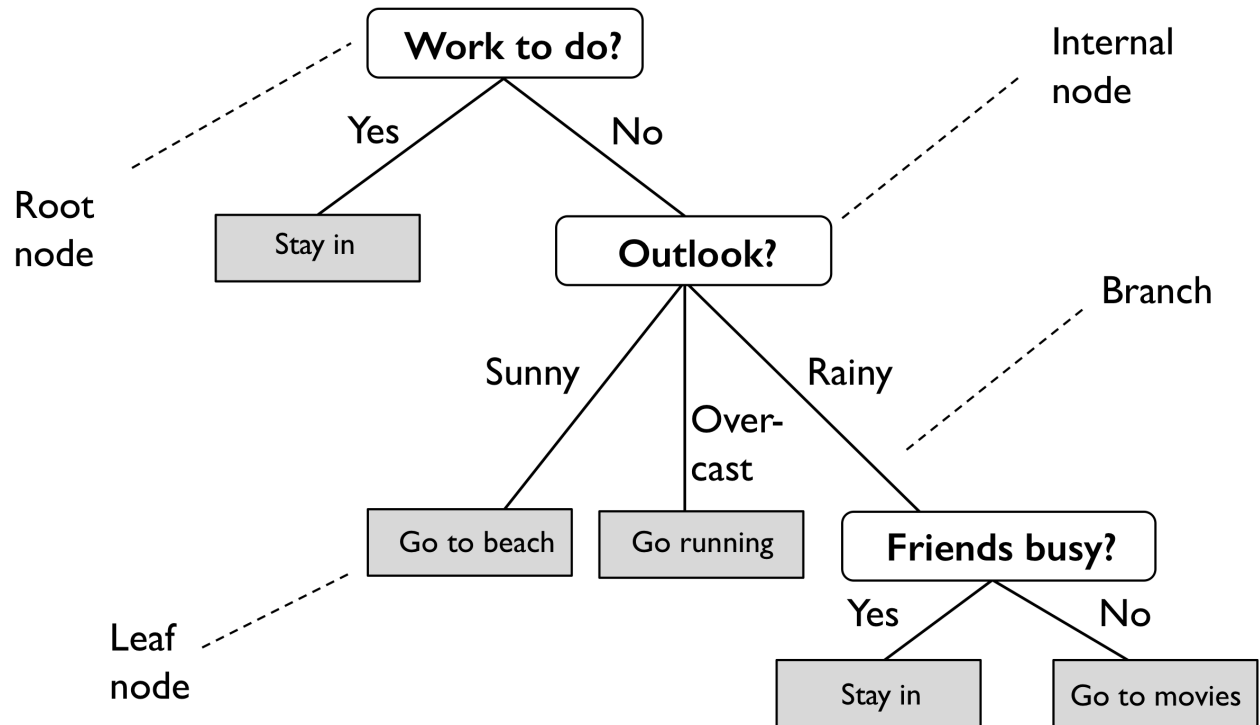 Work to do?
Internal
node
Yes
No
Root
node
Stay in
Outlook?
Branch
Sunny
Rainy
Over-
cast
Go to beach
Go running
Friends busy?
Yes
No
Leaf
node
Stay in
Go to movies